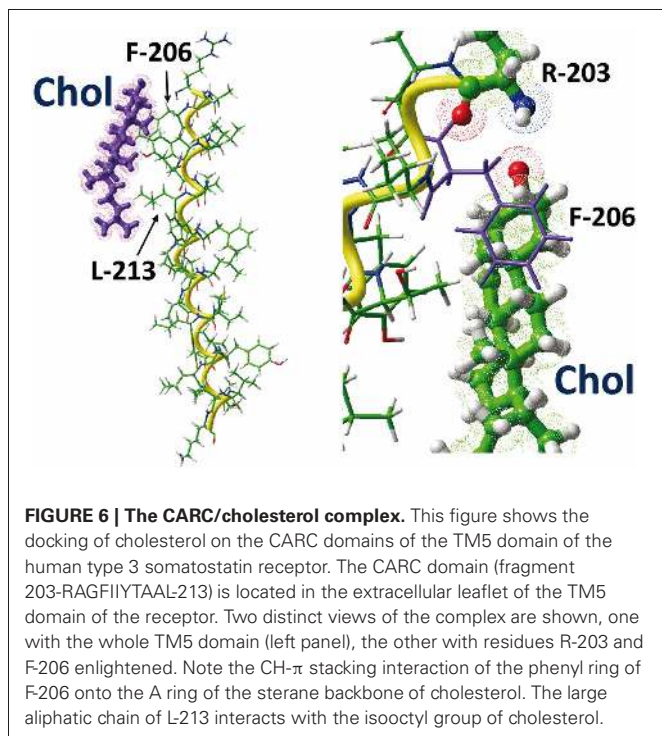 F-206
Chol
L-213
R-203
F-206
Chol
FIGURE 6 | The CARC/cholesterol complex. This figure shows the
docking of cholesterol on the CARC domains of the TM5 domain of the
human type 3 somatostatin receptor. The CARC domain (fragment
203-RAGFIIYTAAL-213) is located in the extracellular leaflet of the TM5
domain of the receptor. Two distinct views of the complex are shown, one
with the whole TM5 domain (left panel), the other with residues R-203 and
F-206 enlightened. Note the CH-π stacking interaction of the phenyl ring of
F-206 onto the A ring of the sterane backbone of cholesterol. The large
aliphatic chain of L-213 interacts with the isooctyl group of cholesterol.